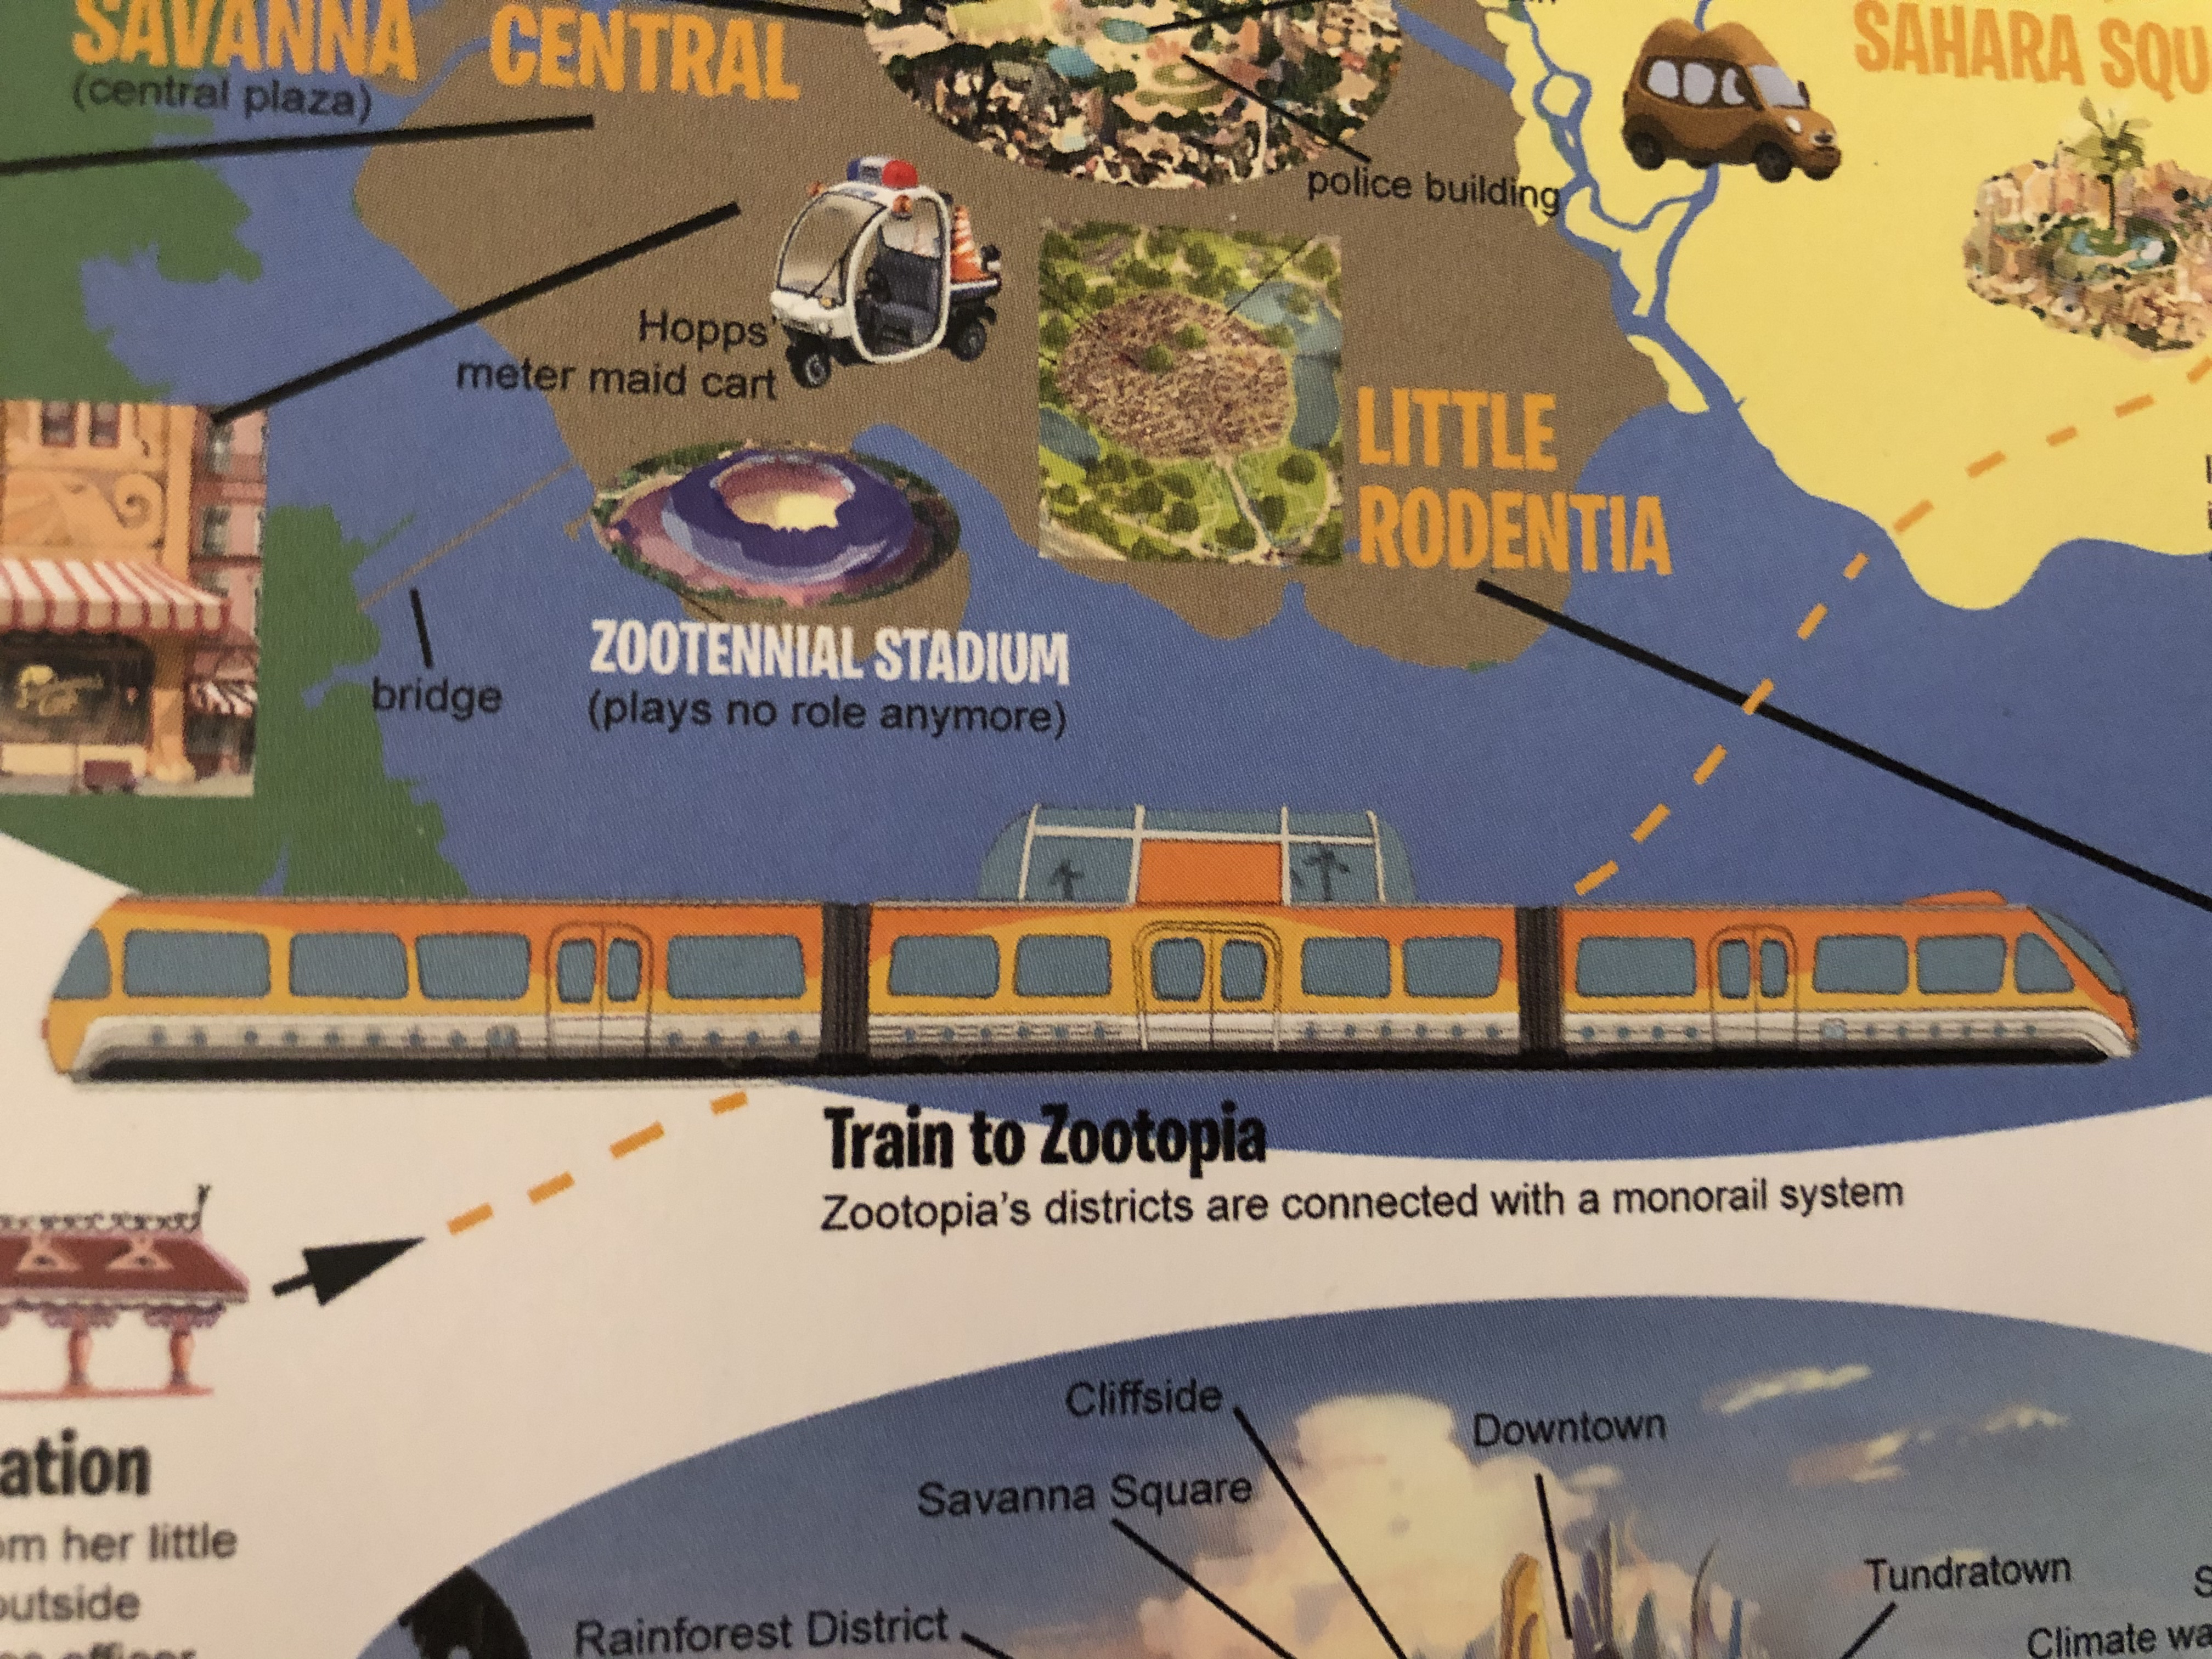 SAVANNA CENTRAL
(central plaza)
SAHARA SQU
Hopps'
meter maid cart
police building
bridge
ZOOTENNIAL STADIUM
(plays no role anymore)
LITTLE
RODENTIA
Train to Zootopia
Zootopia's districts are connected with a monorail system
ation
om her little
outside
Cliffside
Downtown
Savanna Square
Tundratown
Rainforest District
Climate wa